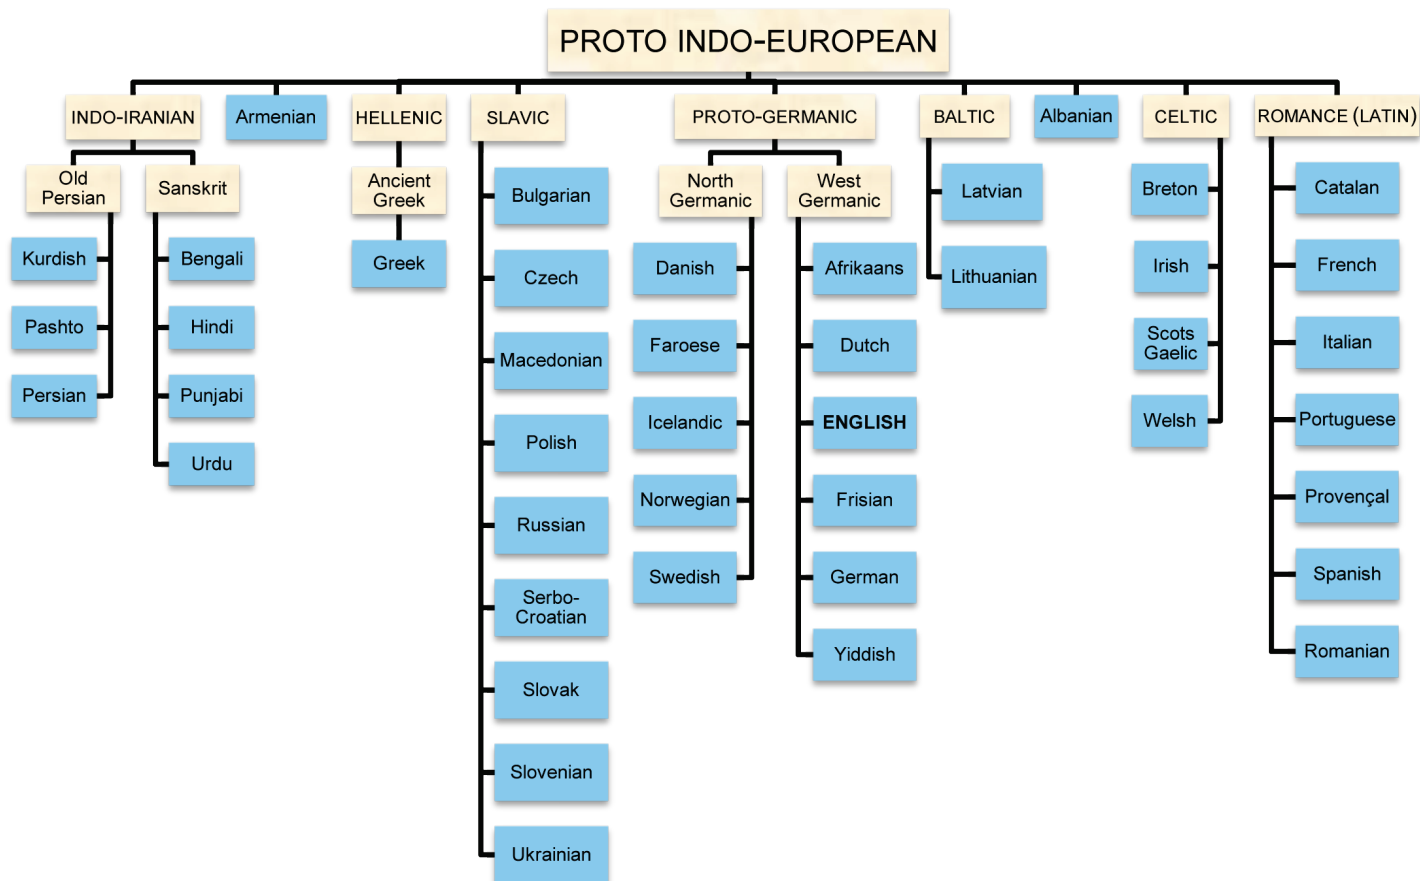 PROTO INDO-EUROPEAN
INDO-IRANIAN
Armenian
HELLENIC
SLAVIC
PROTO-GERMANIC
BALTIC
Albanian
CELTIC
ROMANCE (LATIN)
Old
Persian
Sanskrit
Kurdish
Pashto
Persian
Bengali
Hindi
Punjabi
Urdu
Ancient
Greek
Greek
Bulgarian
Czech
Macedonian
Polish
Russian
Serbo-
Croatian
Slovak
Slovenian
Ukrainian
North
Germanic
West
Germanic
Danish
Faroese
Icelandic
Norwegian
Swedish
Afrikaans
Dutch
ENGLISH
Frisian
German
Yiddish
Latvian
Lithuanian
Breton
Irish
Scots
Gaelic
Welsh
Catalan
French
Italian
Portuguese
Provençal
Spanish
Romanian